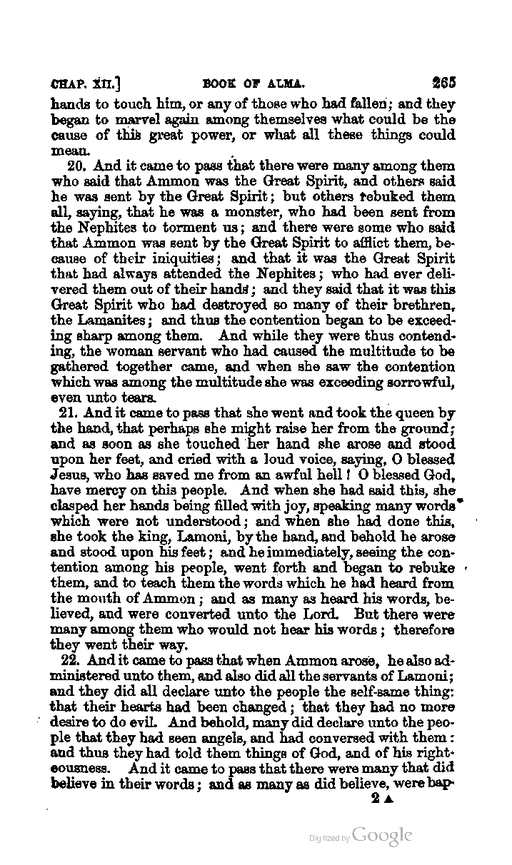 CHAP. XII.] BOOK OF ALMA. 265
hands to touch him, or any of those who had fallen; and they
began to marvel again among themselves what could be the
cause of this great power, or what all these things could
mean.
20. And it came to pass that there were many among them
who said that Ammon was the Great Spirit, and others said
he was sent by the Great Spirit; but others rebuked them
all, saying, that he was a monster, who had been sent from
the Nephites to torment us; and there were some who said
that Ammon was sent by the Great Spirit to afflict them, be-
cause of their iniquities; and that it was the Great Spirit
that had always attended the Nephites; who had ever deli-
vered them out of their hands; and they said that it was this
Great Spirit who had destroyed so many of their brethren,
the Lamanites; and thus the contention began to be exceed-
ing sharp among them. And while they were thus contend-
ing, the woman servant who had caused the multitude to be
gathered together came, and when she saw the contention
which was among the multitude she was exceeding sorrowful,
even unto tears.
21. And it came to pass that she went and took the queen by
the hand, that perhaps she might raise her from the ground;
and as soon as she touched her hand she arose and stood
upon her feet, and cried with a loud voice, saying, O blessed
Jesus, who has saved me from an awful hell! O blessed God,
have mercy on this people. And when she had said this, she
clasped her hands being filled with joy, speaking many words
which were not understood; and when she had done this,
she took the king, Lamoni, by the hand, and behold he arose
and stood upon his feet; and he immediately, seeing the con-
tention among his people, went forth and began to rebuke
them, and to teach them the words which he had heard from
the mouth of Ammon; and as many as heard his words, be-
lieved, and were converted unto the Lord. But there were
many among them who would not hear his words; therefore
they went their way.
22. And it came to pass that when Ammon arose, he also ad-
ministered unto them, and also did all the servants of Lamoni;
and they did all declare unto the people the self-same thing:
that their hearts had been changed; that they had no more
desire to do evil. And behold, many did declare unto the peo-
ple that they had seen angels, and had conversed with them:
and thus they had told them things of God, and of his right-
eousness. And it came to pass that there were many that did
believe in their words; and as many as did believe, were bap-
2 A
Digitized by Google